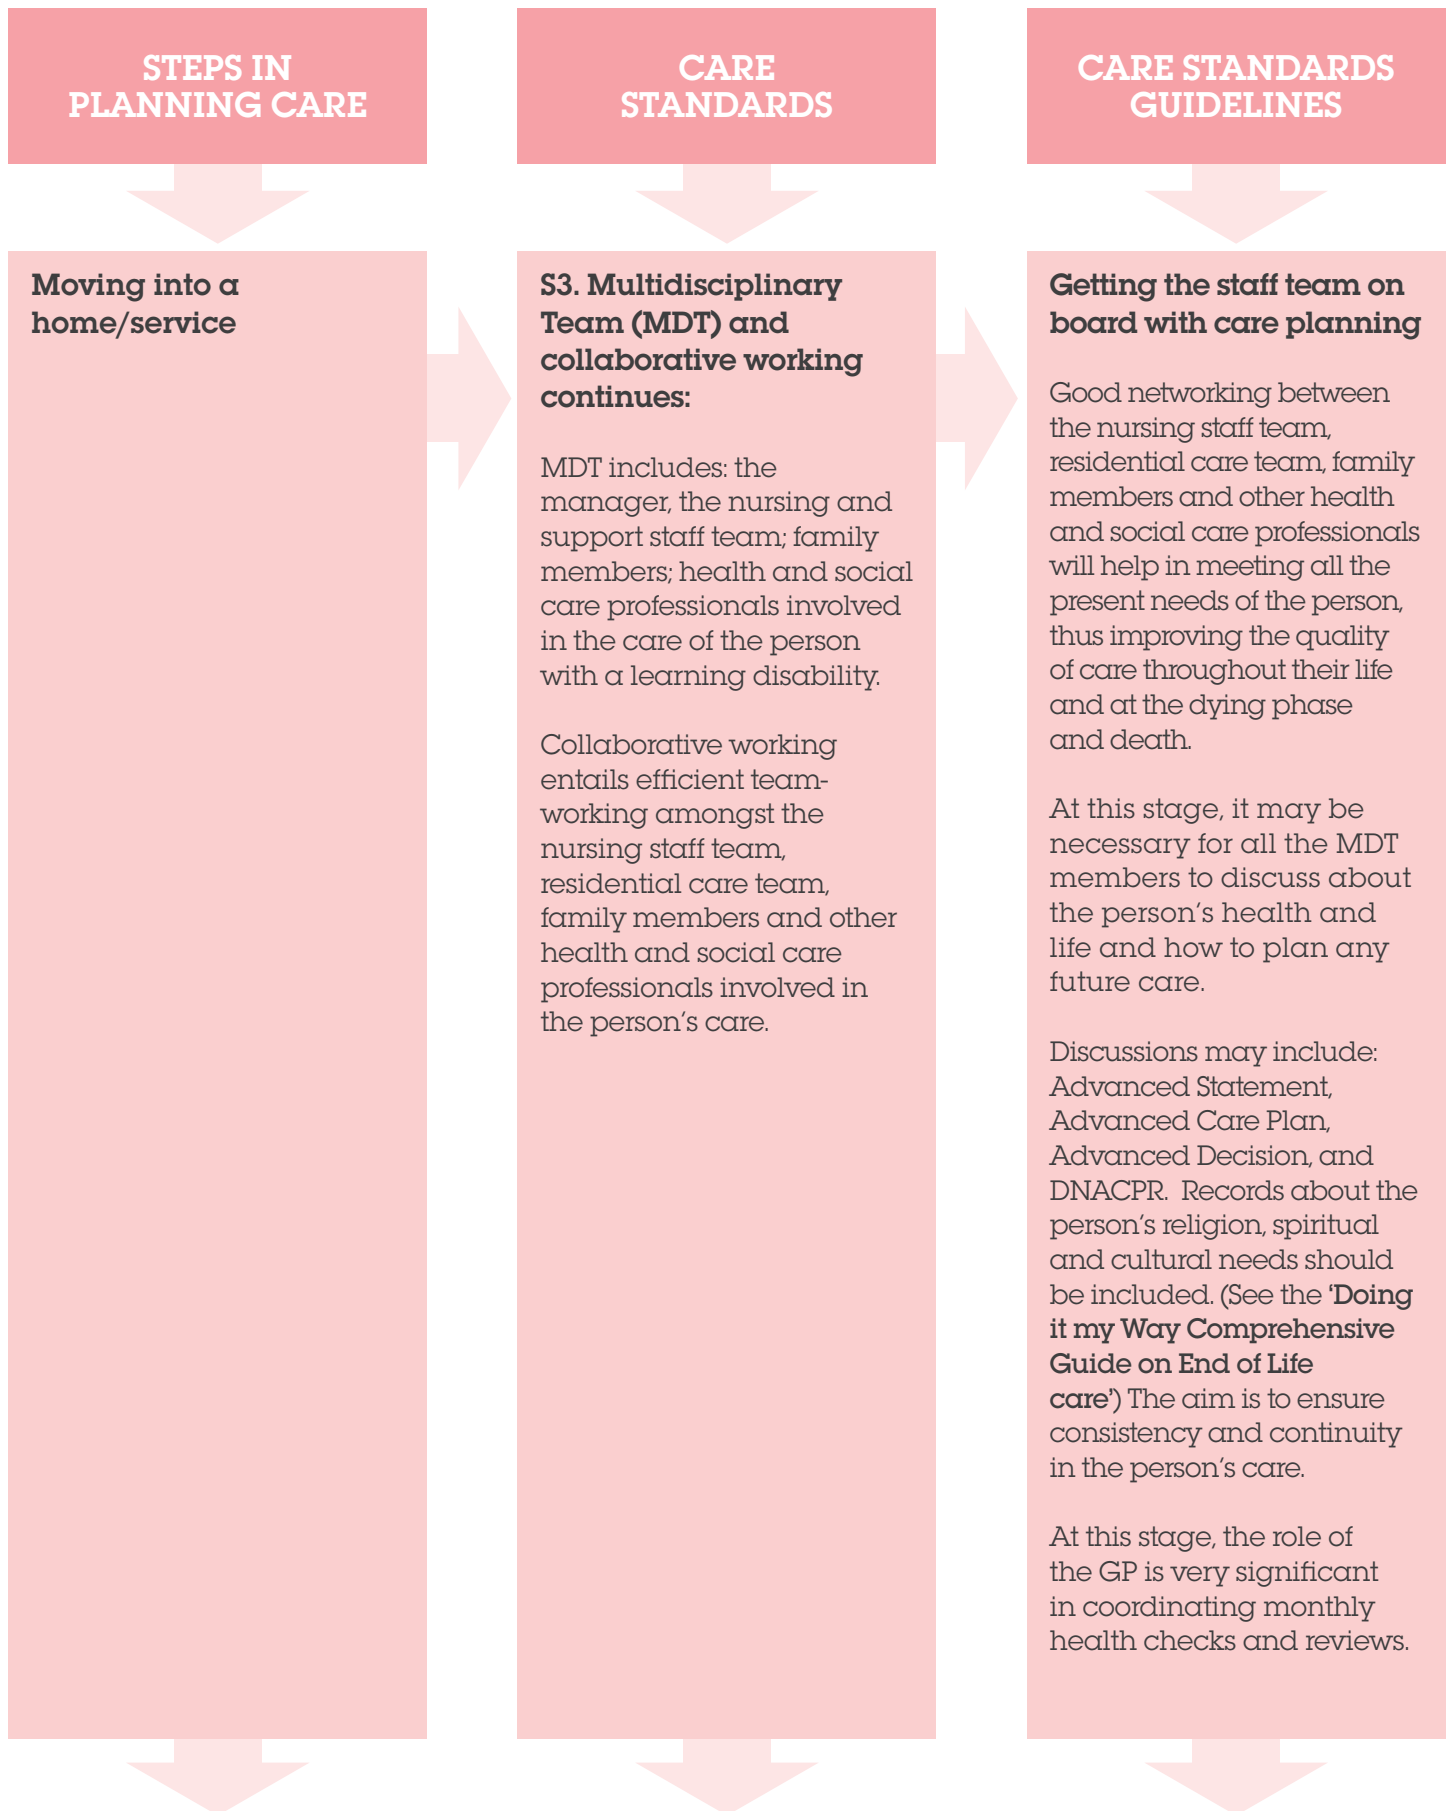 STEPS IN
PLANNING CARE
CARE
STANDARDS
CARE STANDARDS
GUIDELINES
Moving into a
home/service
S3. Multidisciplinary
Team (MDT) and
collaborative working
continues:
MDT includes: the
manager, the nursing and
support staff team; family
members; health and social
care professionals involved
in the care of the person
with a learning disability.
Collaborative working
entails efficient team-
working amongst the
nursing staff team,
residential care team,
family members and other
health and social care
professionals involved in
the person’s care.
Getting the staff team on
board with care planning
Good networking between
the nursing staff team,
residential care team, family
members and other health
and social care professionals
will help in meeting all the
present needs of the person,
thus improving the quality
of care throughout their life
and at the dying phase
and death.
At this stage, it may be
necessary for all the MDT
members to discuss about
the person’s health and
life and how to plan any
future care.
Discussions may include:
Advanced Statement,
Advanced Care Plan,
Advanced Decision, and
DNACPR.  Records about the
person’s religion, spiritual
and cultural needs should
be included. (See the ‘Doing
it my Way Comprehensive
Guide on End of Life
care’) The aim is to ensure
consistency and continuity
in the person’s care.
At this stage, the role of
the GP is very significant
in coordinating monthly
health checks and reviews.